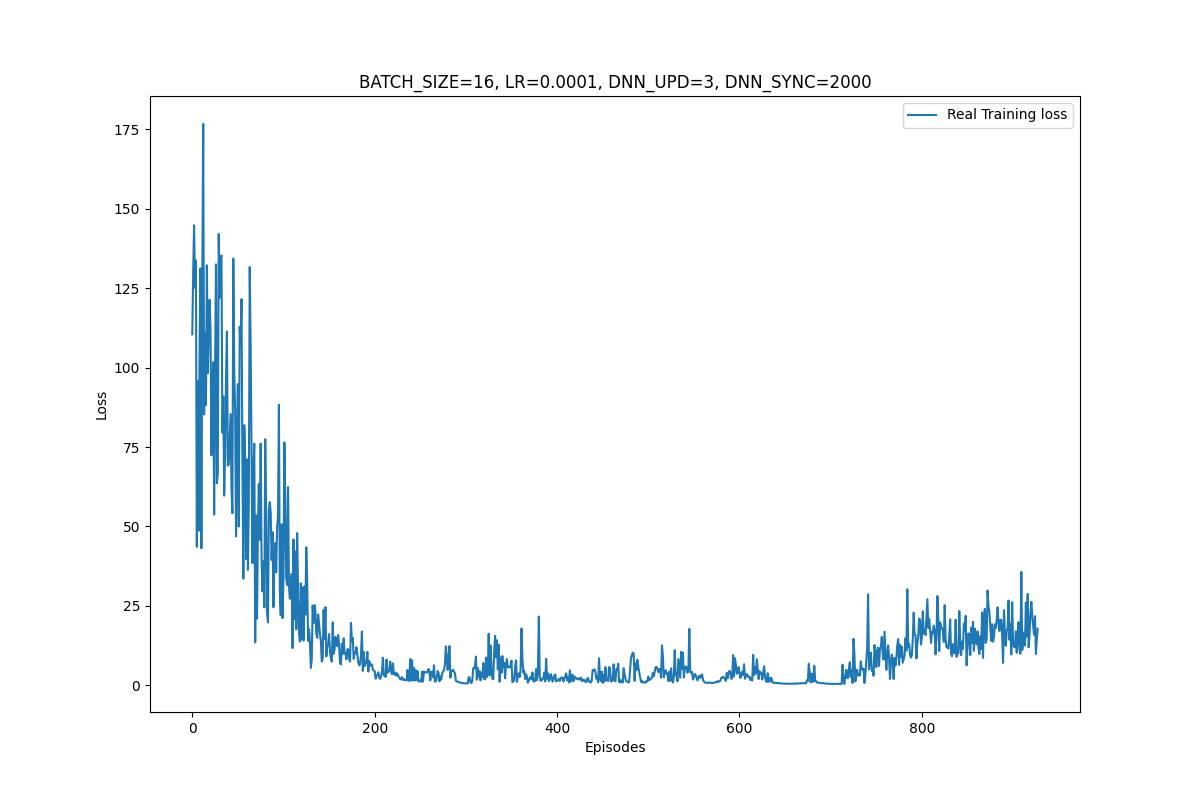 BATCH_SIZE=16, LR=0.0001, DNN_UPD=3, DNN_SYNC=2000
Real Training loss
175
150
125
100
75
50
25
0
Loss
0 200 400 600 800
Episodes